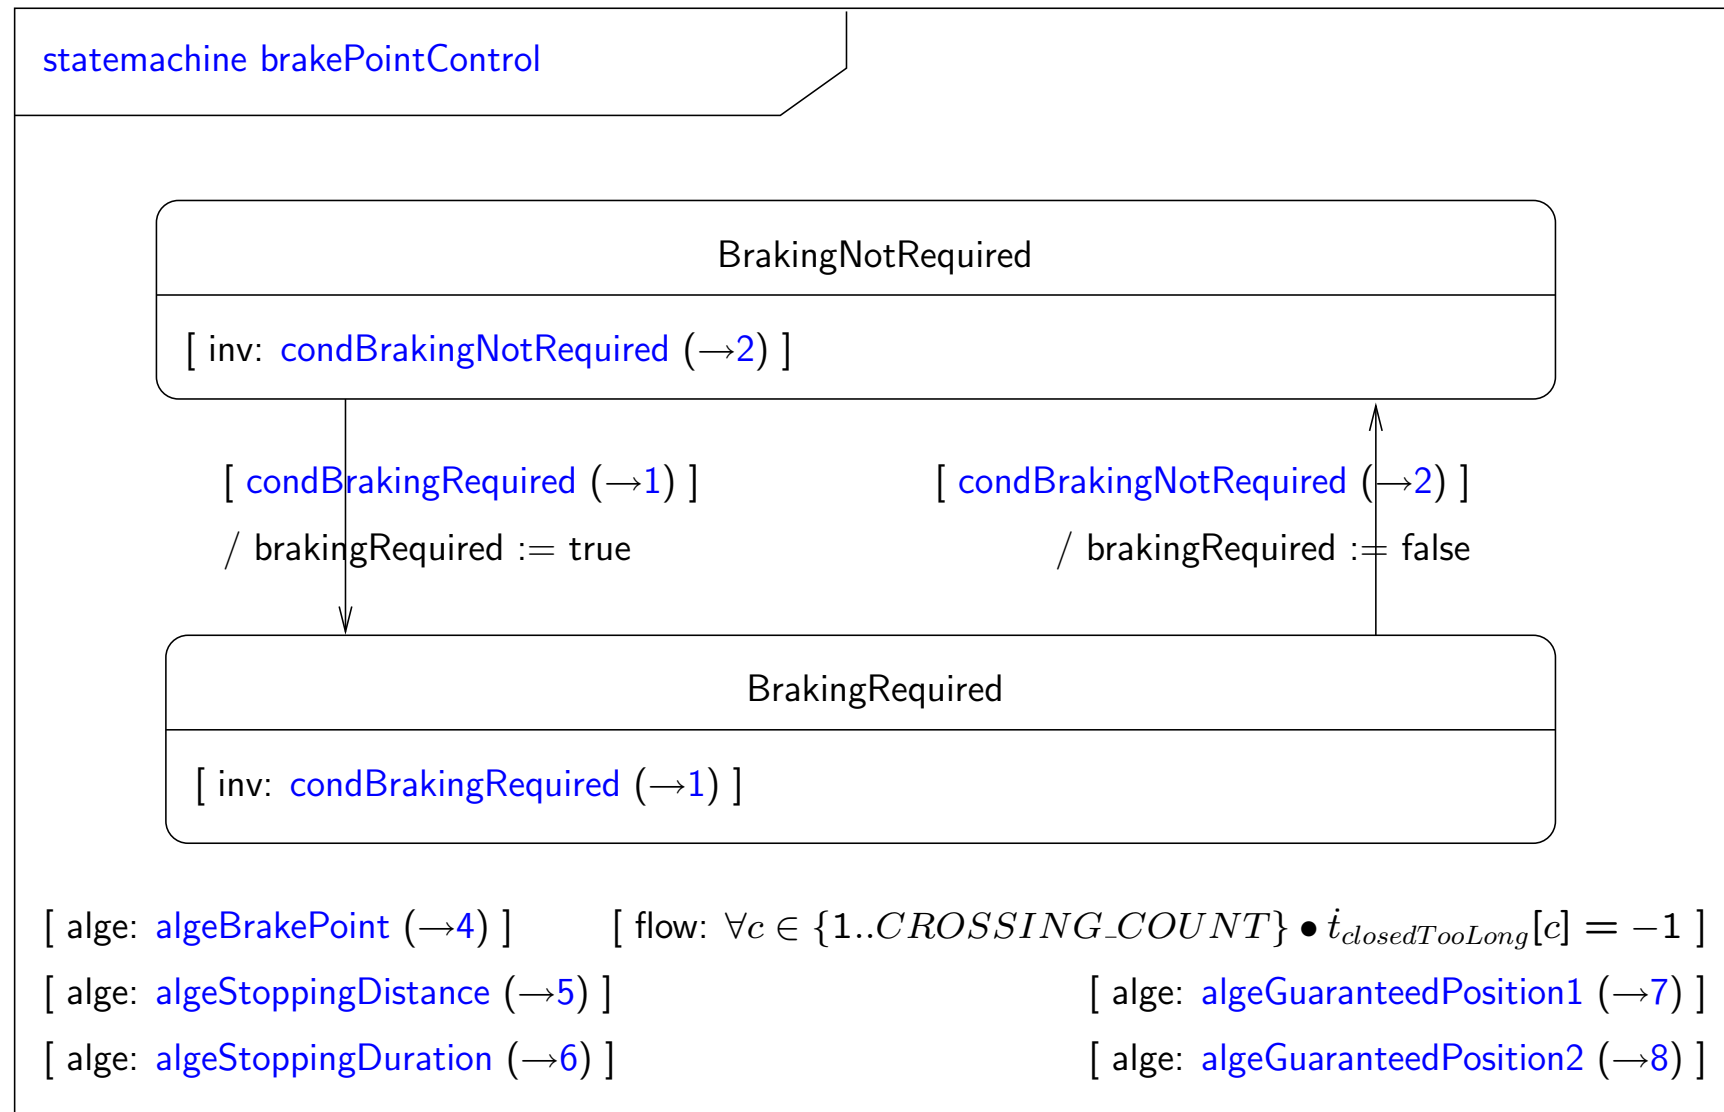 statemachine brakePointControl
BrakingNotRequired
[ inv: condBrakingNotRequired (→2) ]
[ condBrakingRequired (→1) ]
/ brakingRequired := true
[ condBrakingNotRequired (→2) ]
/ brakingRequired := false
BrakingRequired
[ inv: condBrakingRequired (→1) ]
[ alge: algeBrakePoint (→4) ] [ flow: ∀c ∈ {1..CROSSING_COUNT} • ṫ_closedTooLong[c] = −1 ]
[ alge: algeStoppingDistance (→5) ] [ alge: algeGuaranteedPosition1 (→7) ]
[ alge: algeStoppingDuration (→6) ] [ alge: algeGuaranteedPosition2 (→8) ]